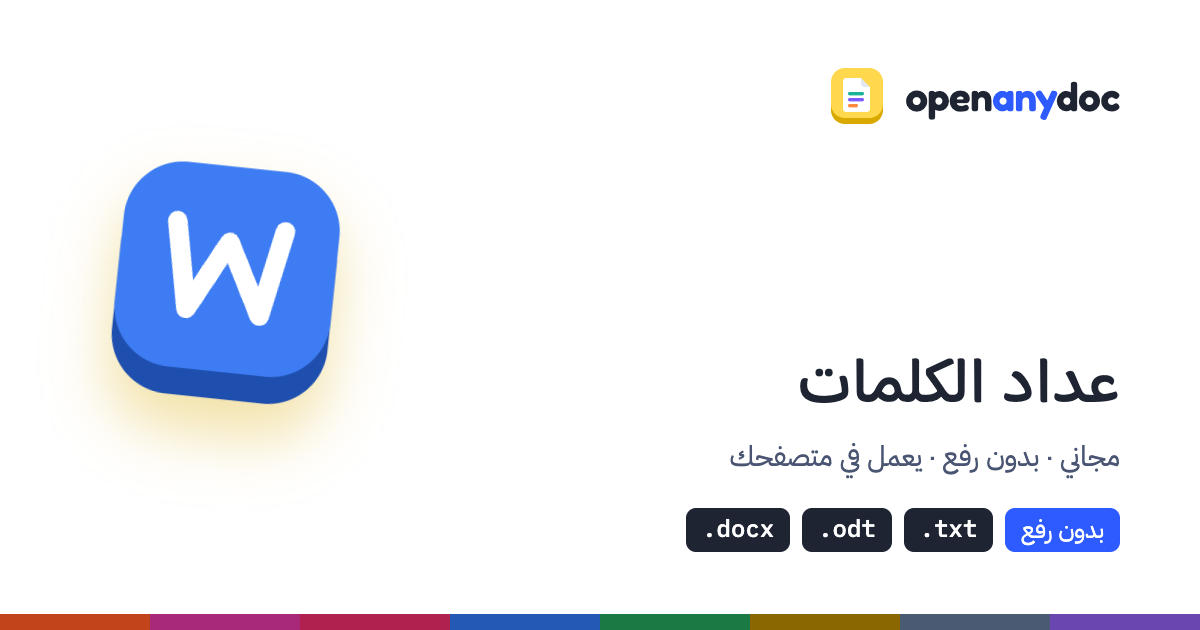 openanydoc
W
عداد الكلمات
مجاني · بدون رفع · يعمل في متصفحك
بدون رفع .txt .odt .docx